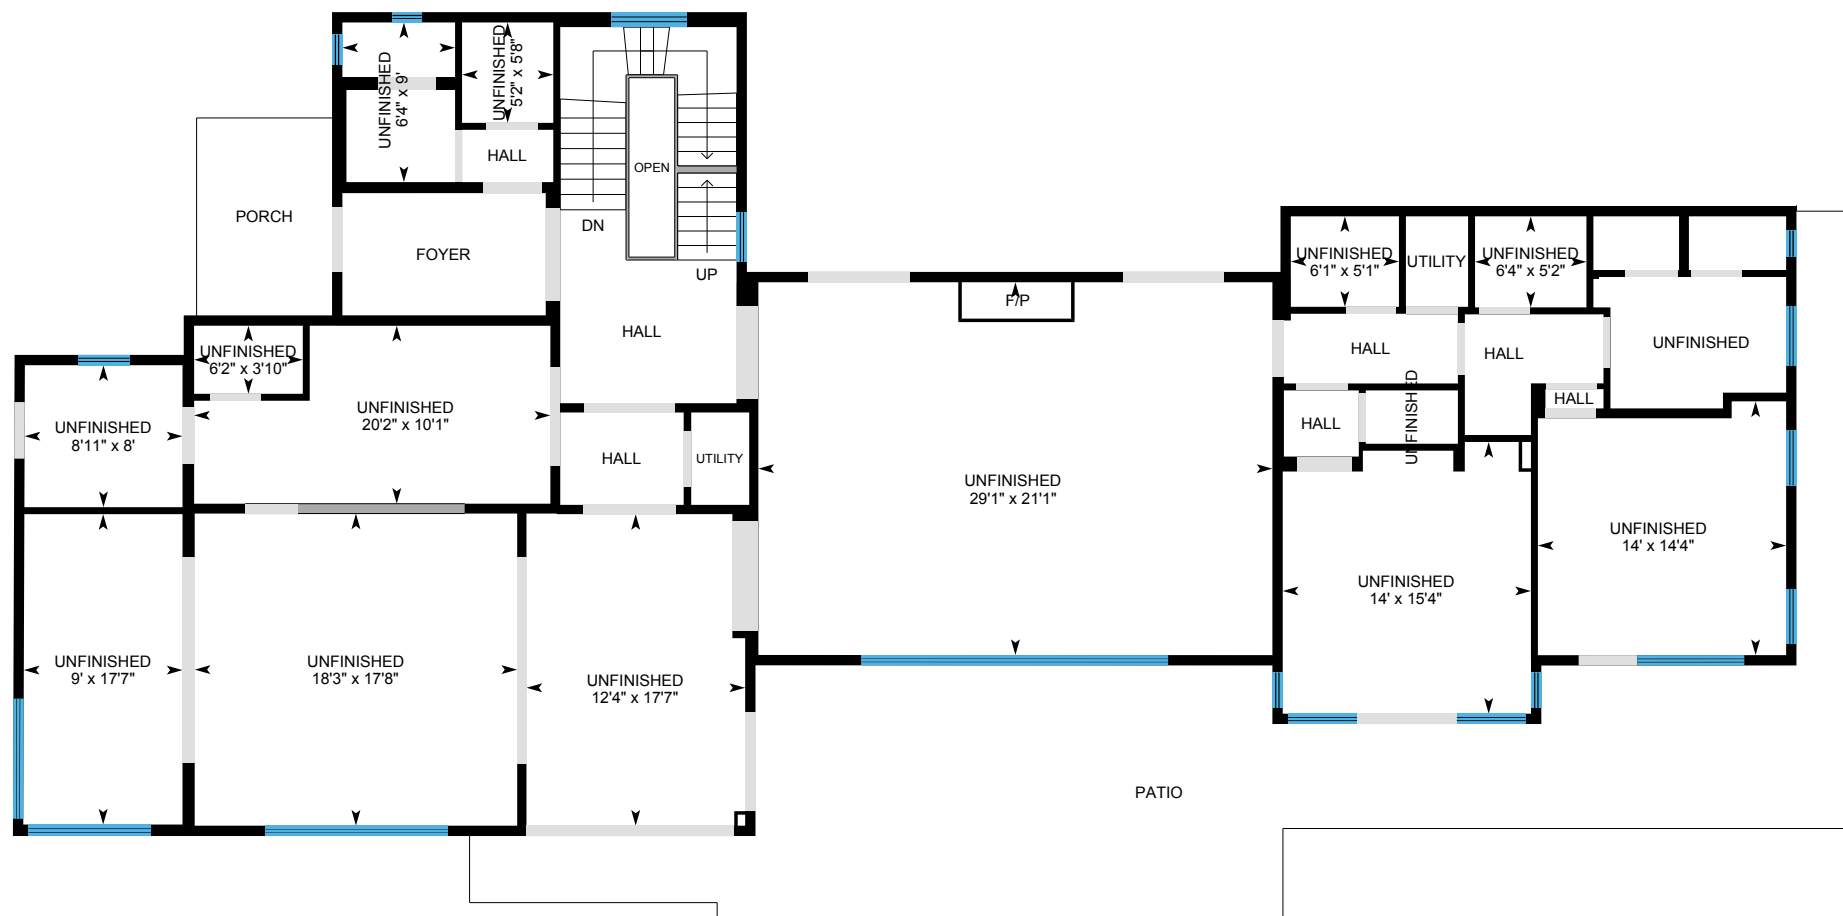 UNFINISHED
6'4" x 9'
UNFINISHED
5'2" x 5'8"
HALL
OPEN
PORCH
FOYER
DN
UP
HALL
F/P
UNFINISHED
6'1" x 5'1"
UTILITY
UNFINISHED
6'4" x 5'2"
HALL
HALL
UNFINISHED
UNFINISHED
6'2" x 3'10"
UNFINISHED
20'2" x 10'1"
UNFINISHED
8'11" x 8'
HALL
UTILITY
HALL
UNFINISHED
HALL
UNFINISHED
29'1" x 21'1"
UNFINISHED
14' x 14'4"
UNFINISHED
14' x 15'4"
UNFINISHED
9' x 17'7"
UNFINISHED
18'3" x 17'8"
UNFINISHED
12'4" x 17'7"
PATIO